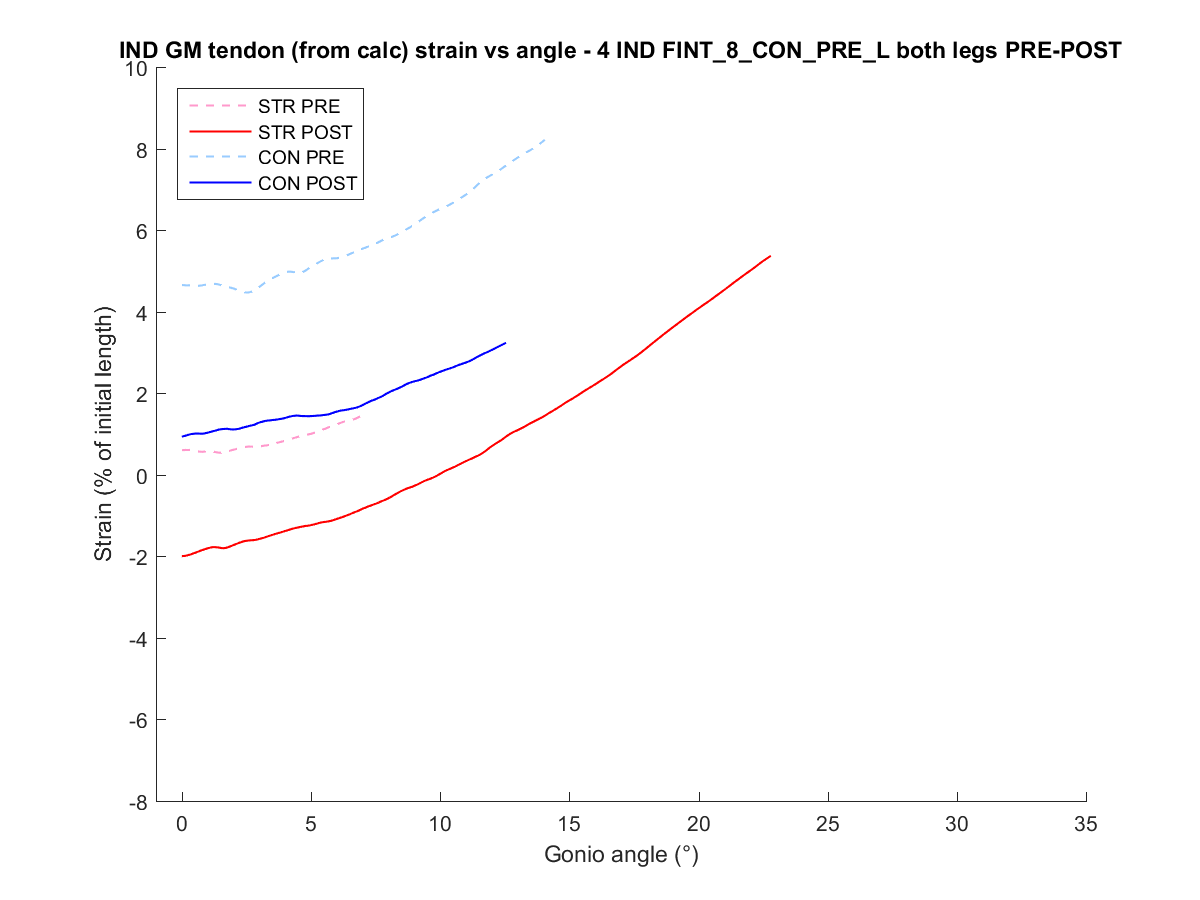 IND GM tendon (from calc) strain vs angle - 4 IND FINT_8_CON_PRE_L both legs PRE-POST
STR PRE
STR POST
CON PRE
CON POST
10
8
6
4
2
0
-2
-4
-6
-8
Strain (% of initial length)
0 5 10 15 20 25 30 35
Gonio angle (°)